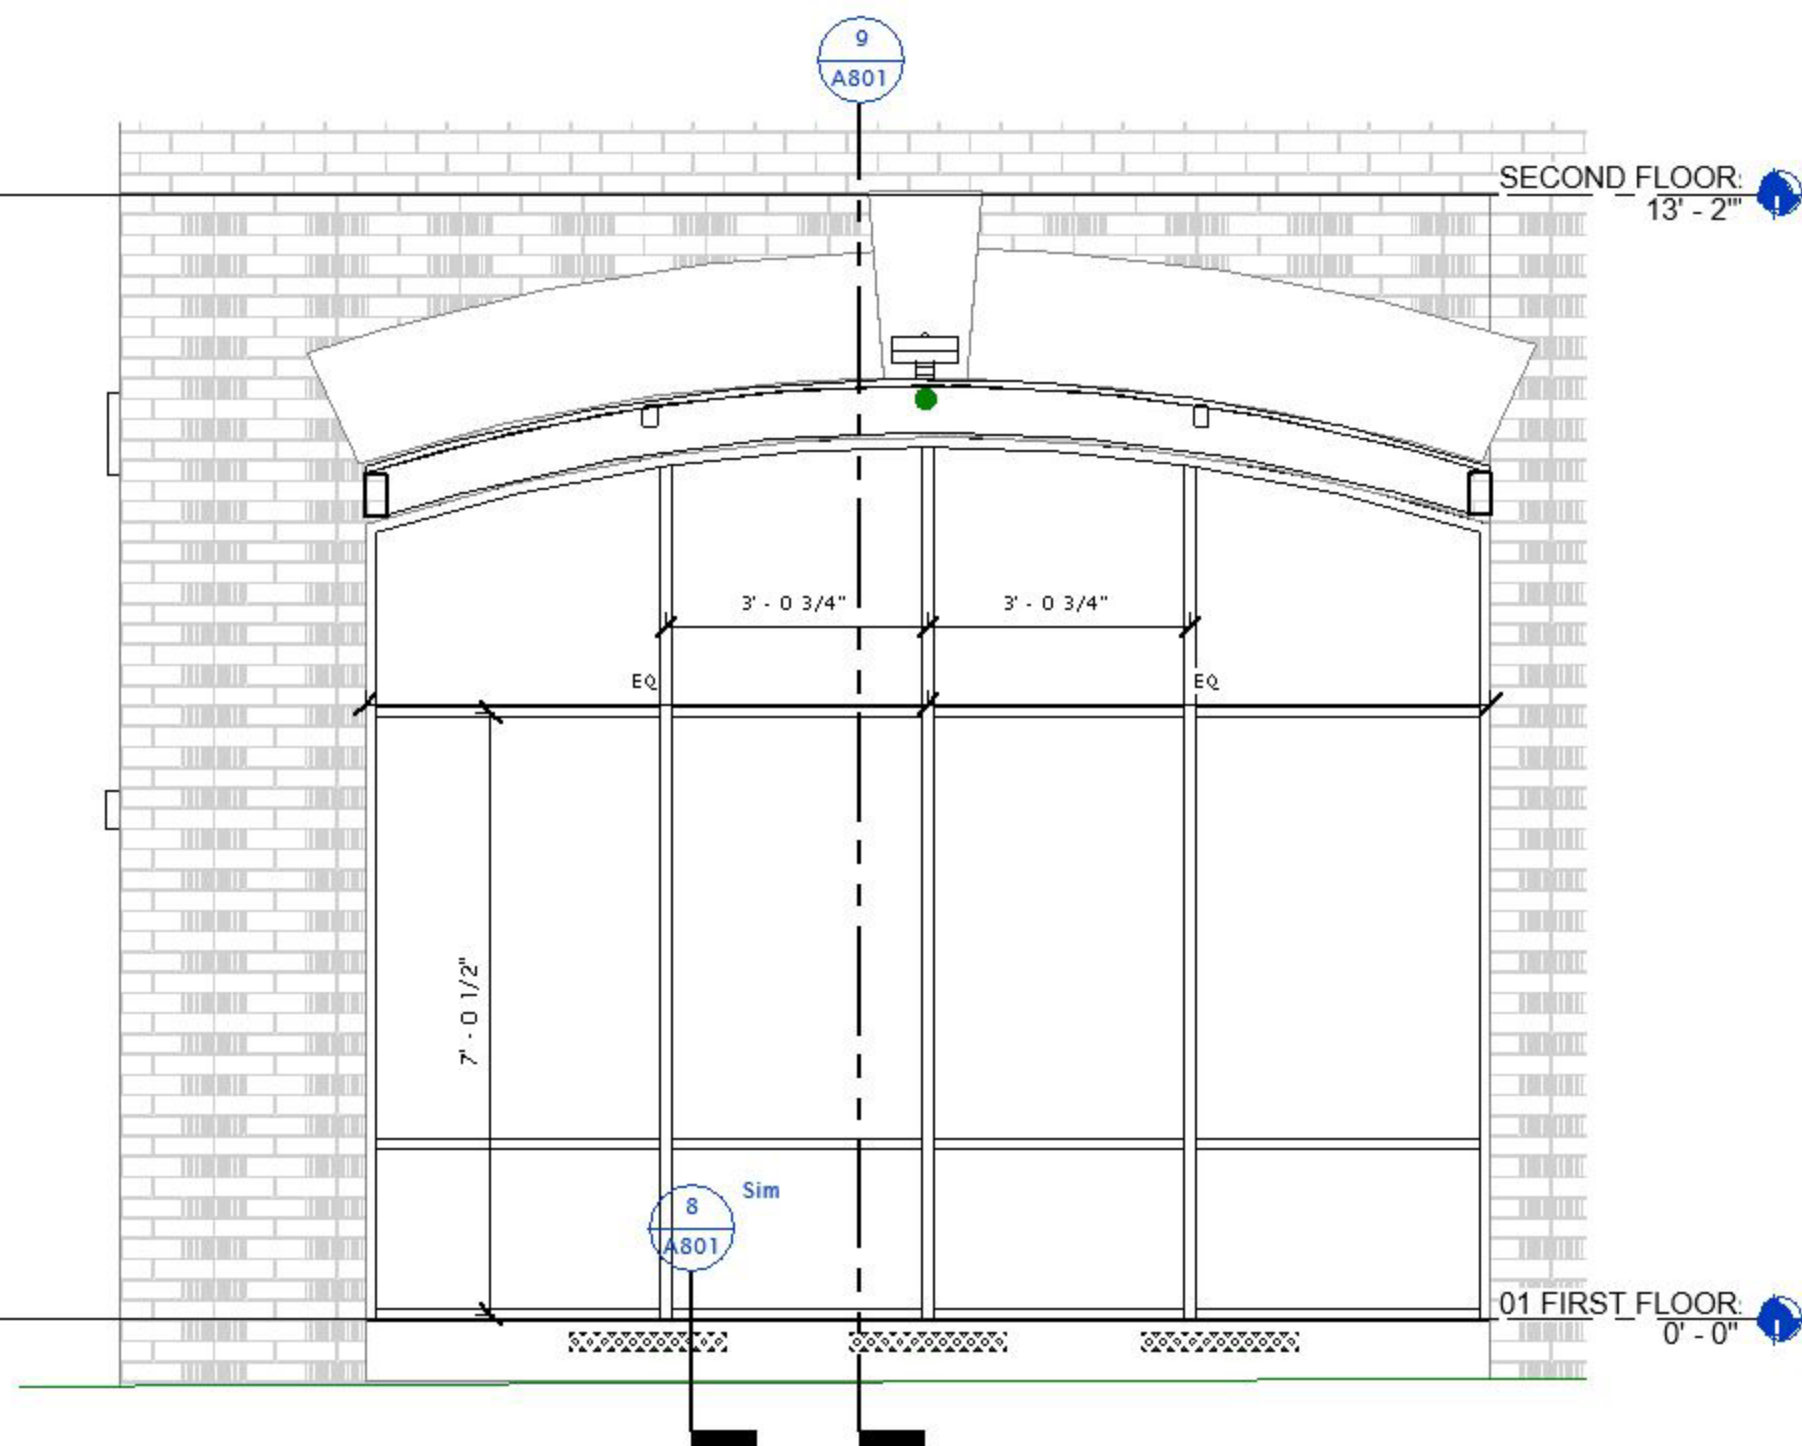 9
A801
SECOND FLOOR:
13' - 2"'
3' - 0 3/4"
3' - 0 3/4"
EQ
EQ
7' - 0 1/2"
Sim
8
A801
01 FIRST FLOOR:
0' - 0"